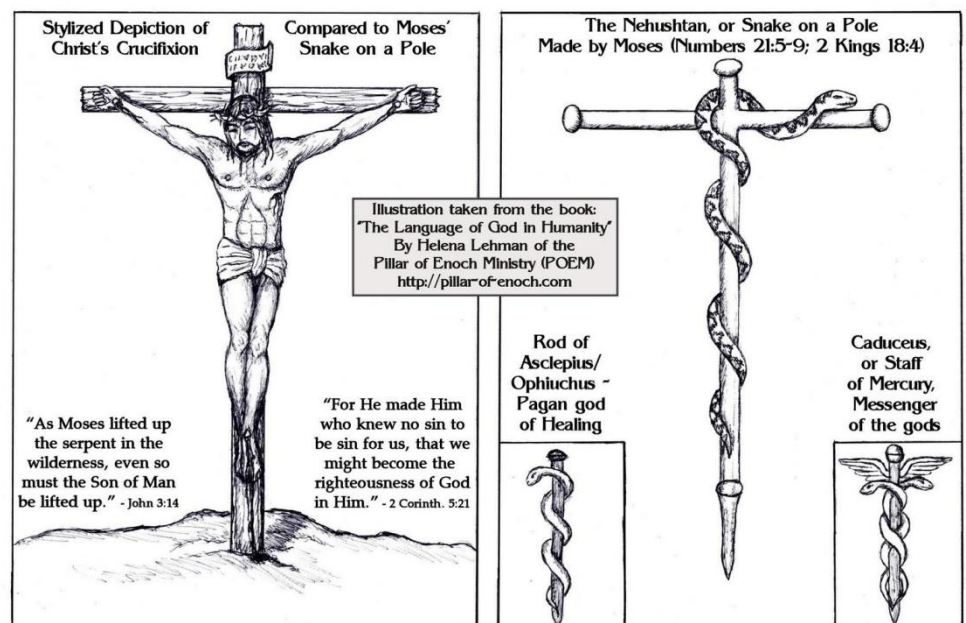 Stylized Depiction of
Christ's Crucifixion
Compared to Moses'
Snake on a Pole
The Nehushtan, or Snake on a Pole
Made by Moses (Numbers 21:5-9; 2 Kings 18:4)
Illustration taken from the book:
"The Language of God in Humanity"
By Helena Lehman of the
Pillar of Enoch Ministry (POEM)
http://pillar-of-enoch.com
"As Moses lifted up
the serpent in the
wilderness, even so
must the Son of Man
be lifted up." - John 3:14
"For He made Him
who knew no sin to
be sin for us, that we
might become the
righteousness of God
in Him." - 2 Corinth. 5:21
Rod of
Asclepius/
Ophiuchus -
Pagan god
of Healing
Caduceus,
or Staff
of Mercury,
Messenger
of the gods